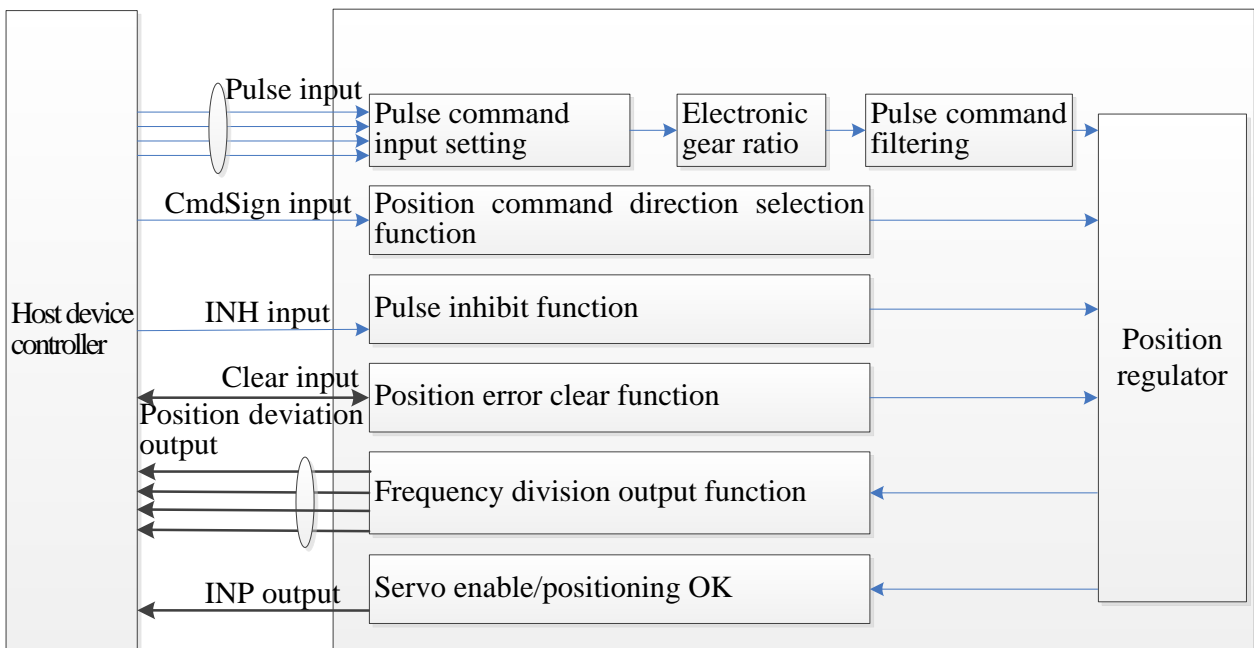 Pulse input
Pulse command
input setting
Electronic
gear ratio
Pulse command
filtering
CmdSign input
Position command direction selection
function
Host device
controller
INH input
Pulse inhibit function
Position
regulator
Clear input
Position error clear function
Position deviation
output
Frequency division output function
INP output
Servo enable/positioning OK